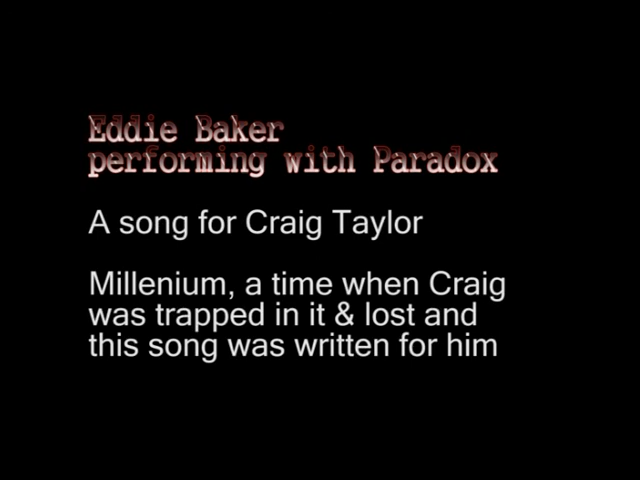 Eddie Baker
performing with Paradox
A song for Craig Taylor
Millenium, a time when Craig
was trapped in it & lost and
this song was written for him